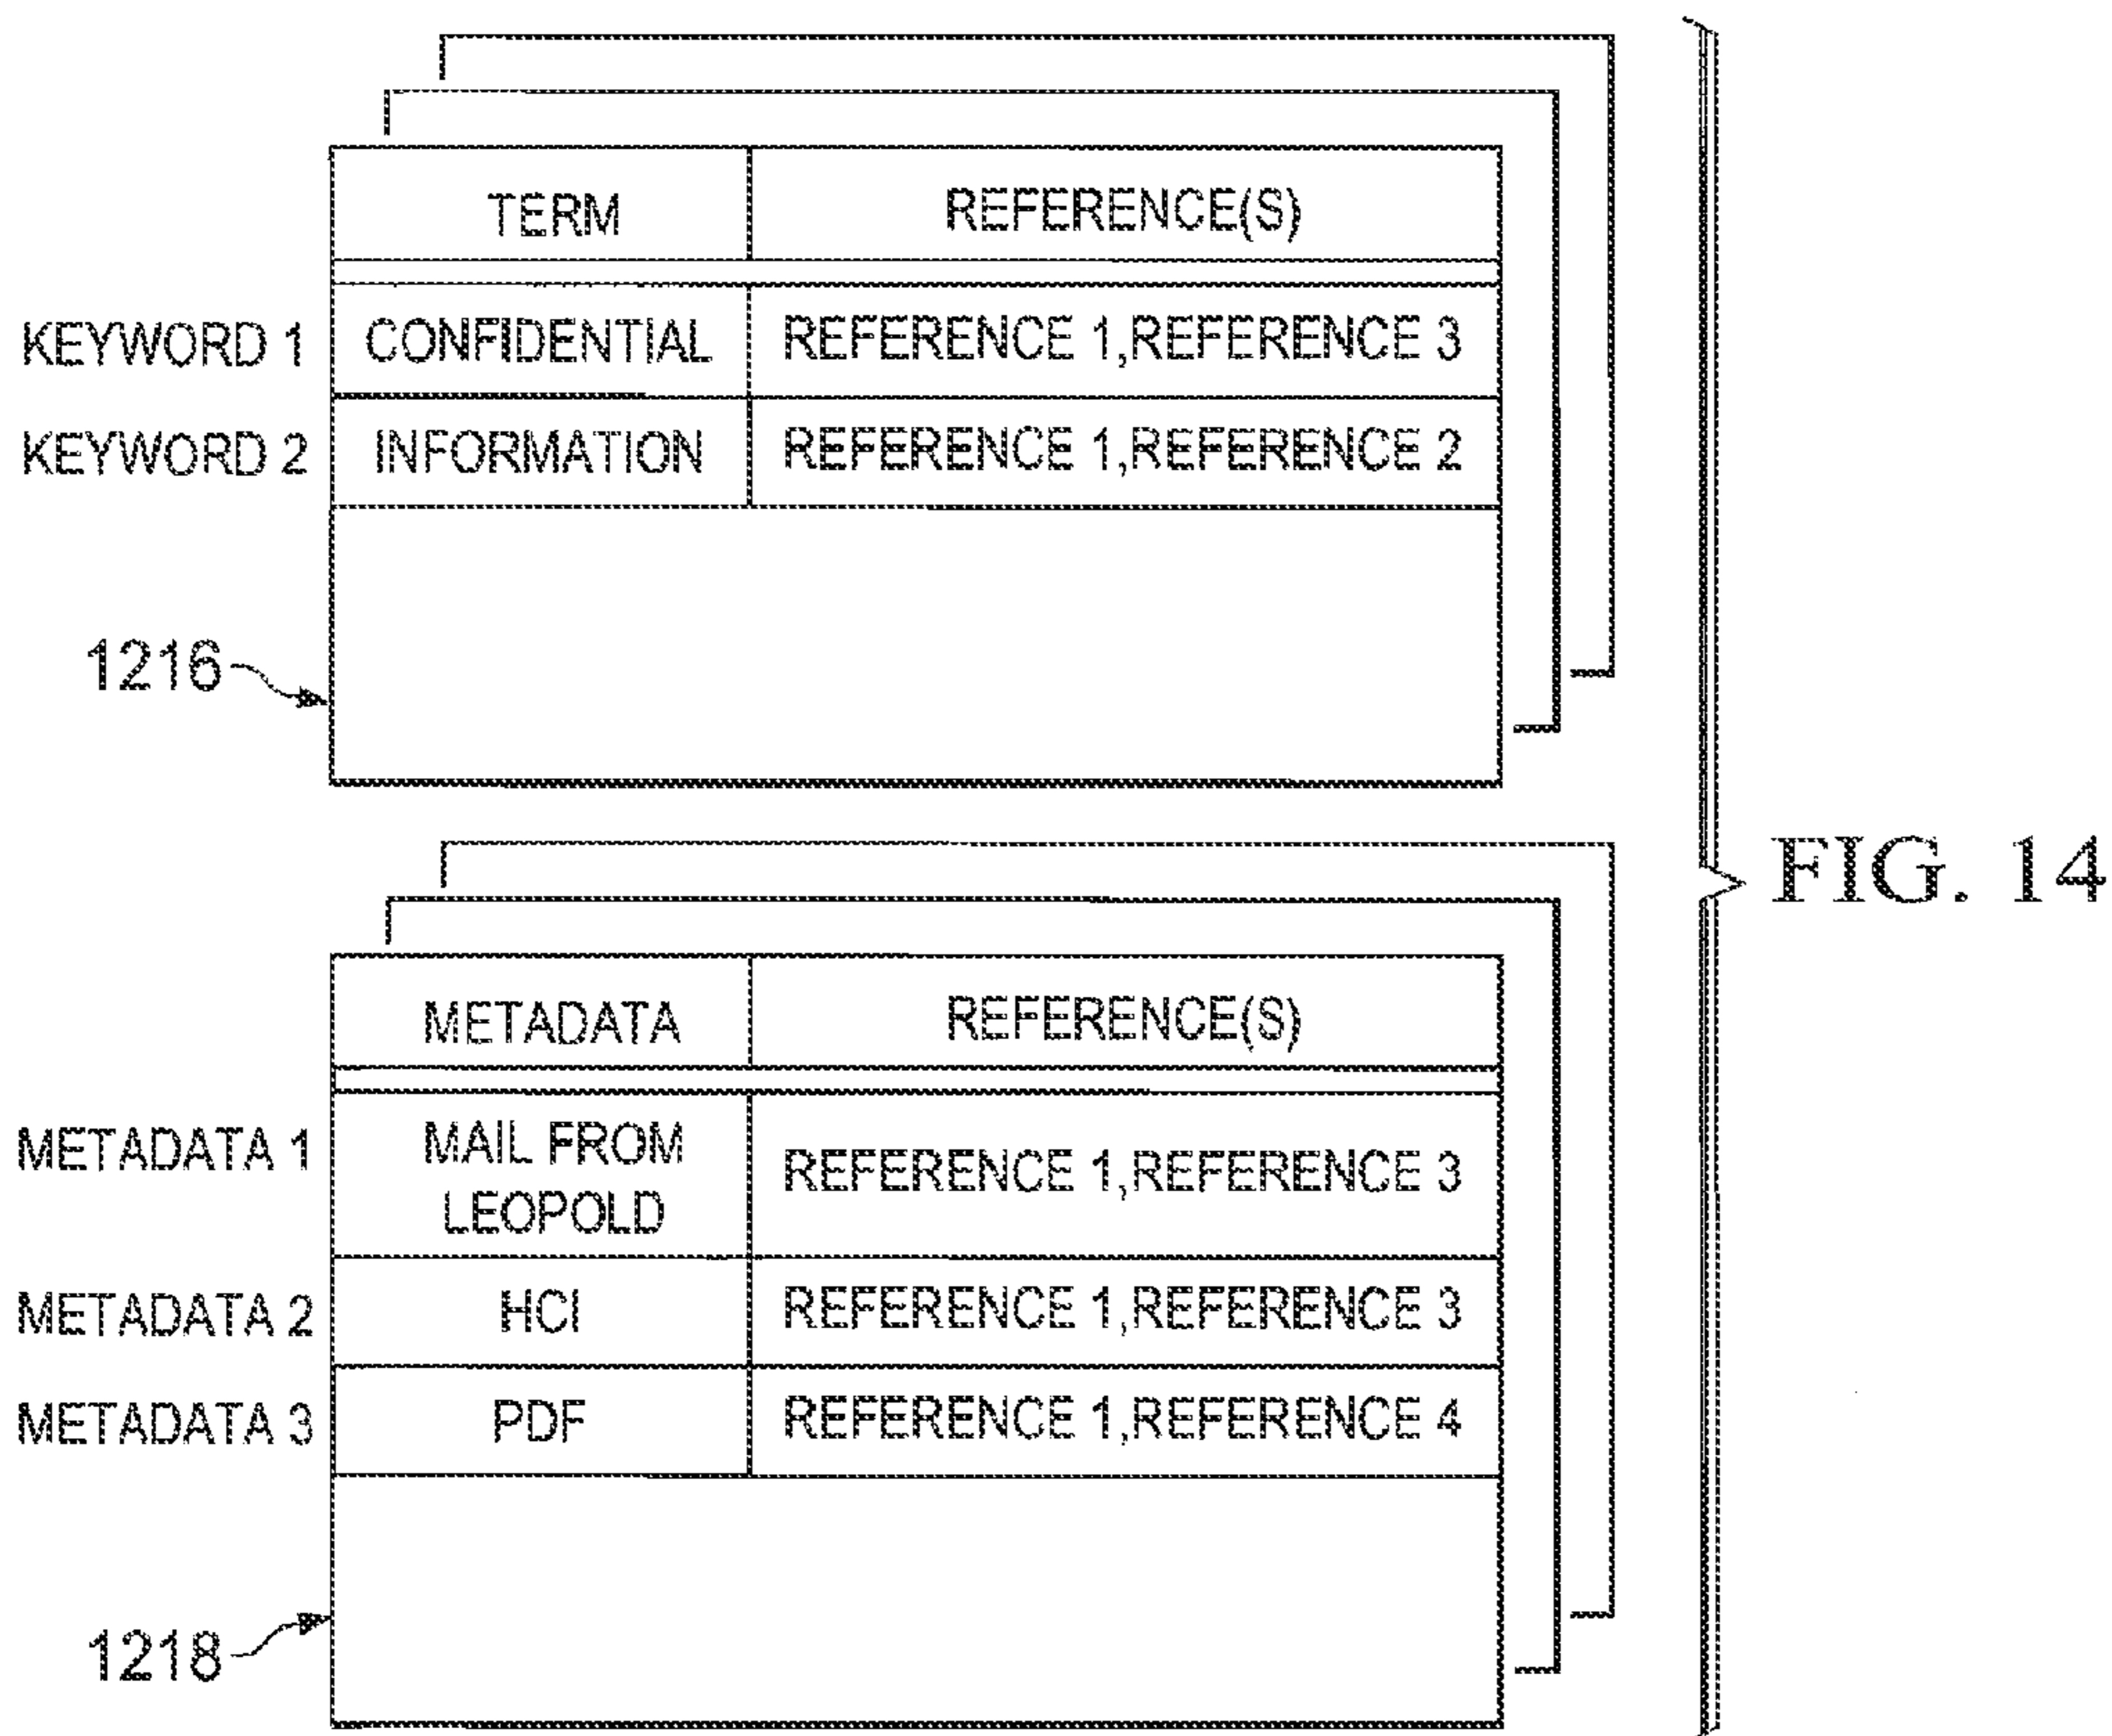 TERM REFERENCE(S)
KEYWORD 1 CONFIDENTIAL REFERENCE 1,REFERENCE 3
KEYWORD 2 INFORMATION REFERENCE 1,REFERENCE 2
1216
FIG. 14
METADATA REFERENCE(S)
METADATA 1 MAIL FROM LEOPOLD REFERENCE 1,REFERENCE 3
METADATA 2 HCI REFERENCE 1,REFERENCE 3
METADATA 3 PDF REFERENCE 1,REFERENCE 4
1218